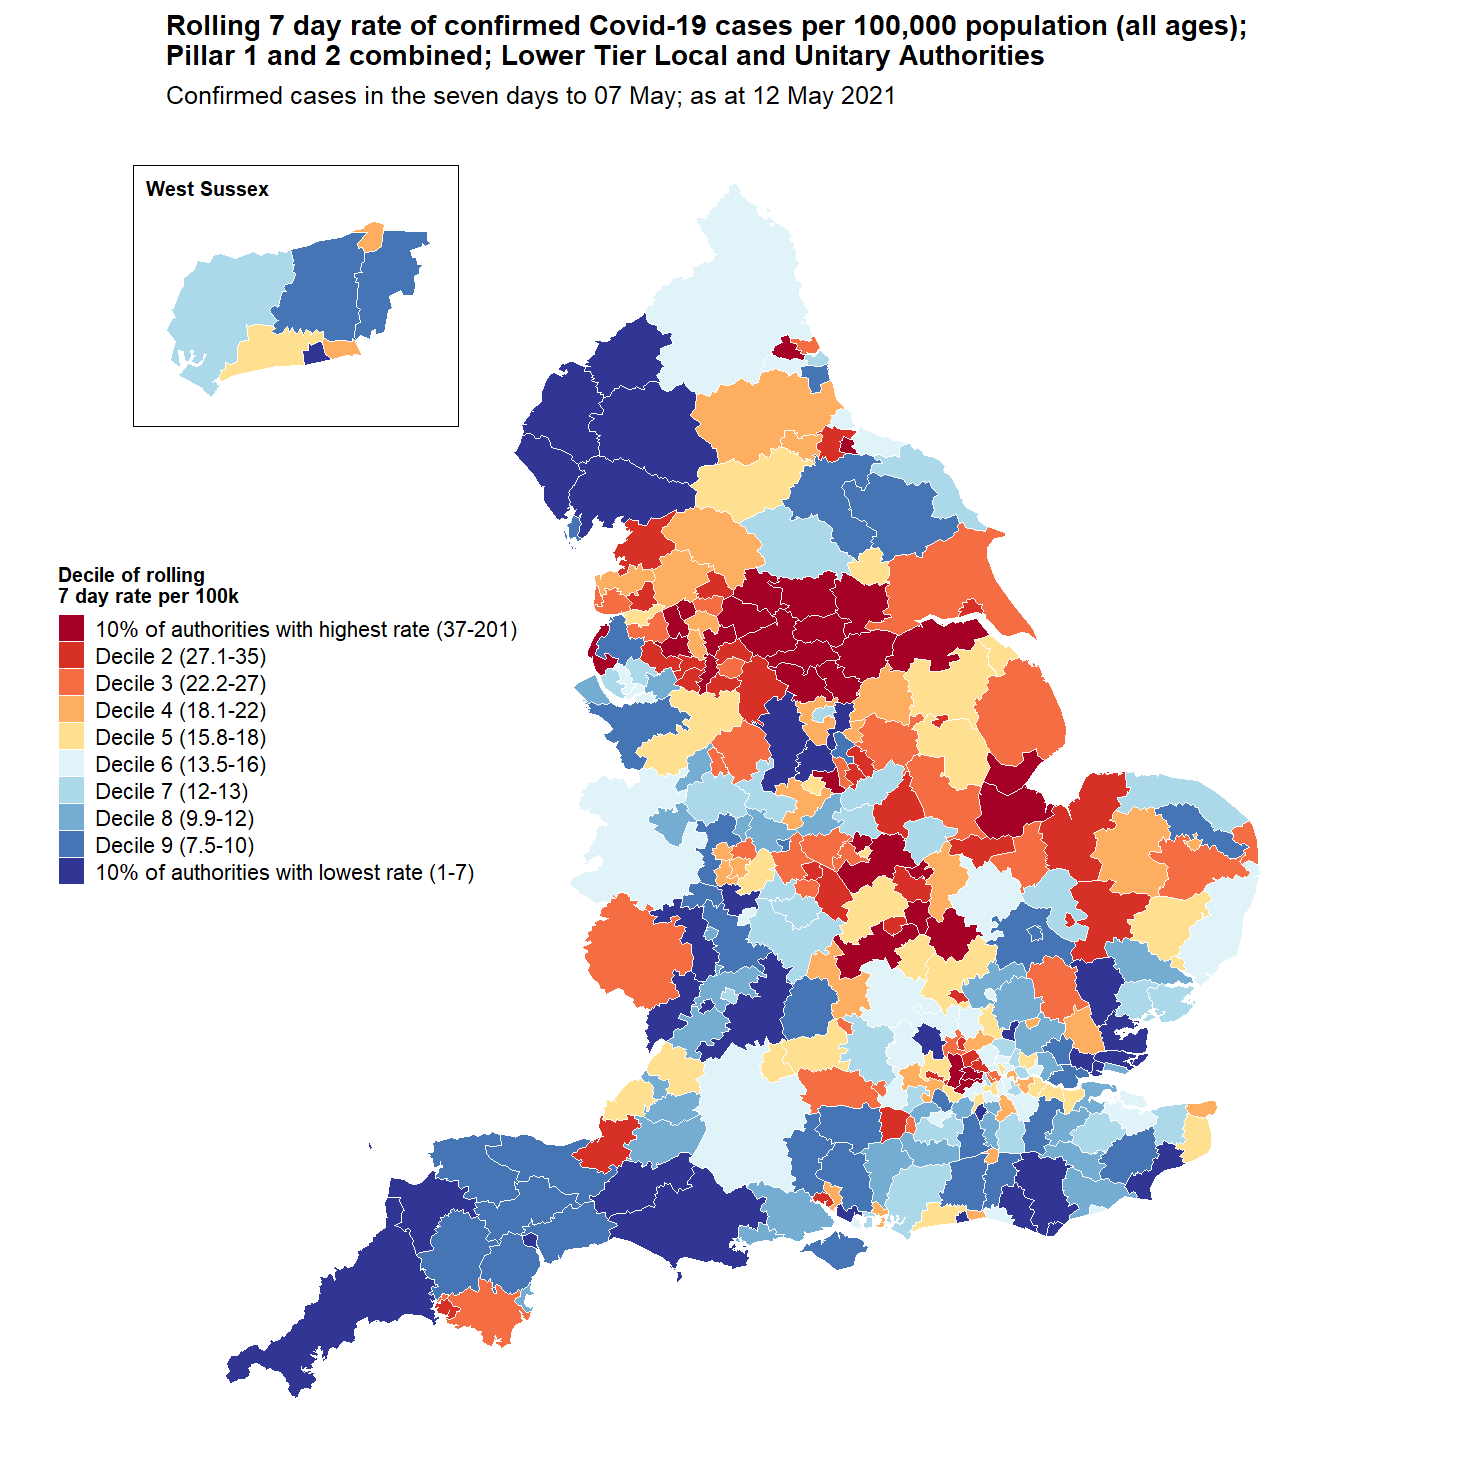 Rolling 7 day rate of confirmed Covid-19 cases per 100,000 population (all ages);
Pillar 1 and 2 combined; Lower Tier Local and Unitary Authorities
Confirmed cases in the seven days to 07 May; as at 12 May 2021
West Sussex
Decile of rolling
7 day rate per 100k
10% of authorities with highest rate (37-201)
Decile 2 (27.1-35)
Decile 3 (22.2-27)
Decile 4 (18.1-22)
Decile 5 (15.8-18)
Decile 6 (13.5-16)
Decile 7 (12-13)
Decile 8 (9.9-12)
Decile 9 (7.5-10)
10% of authorities with lowest rate (1-7)